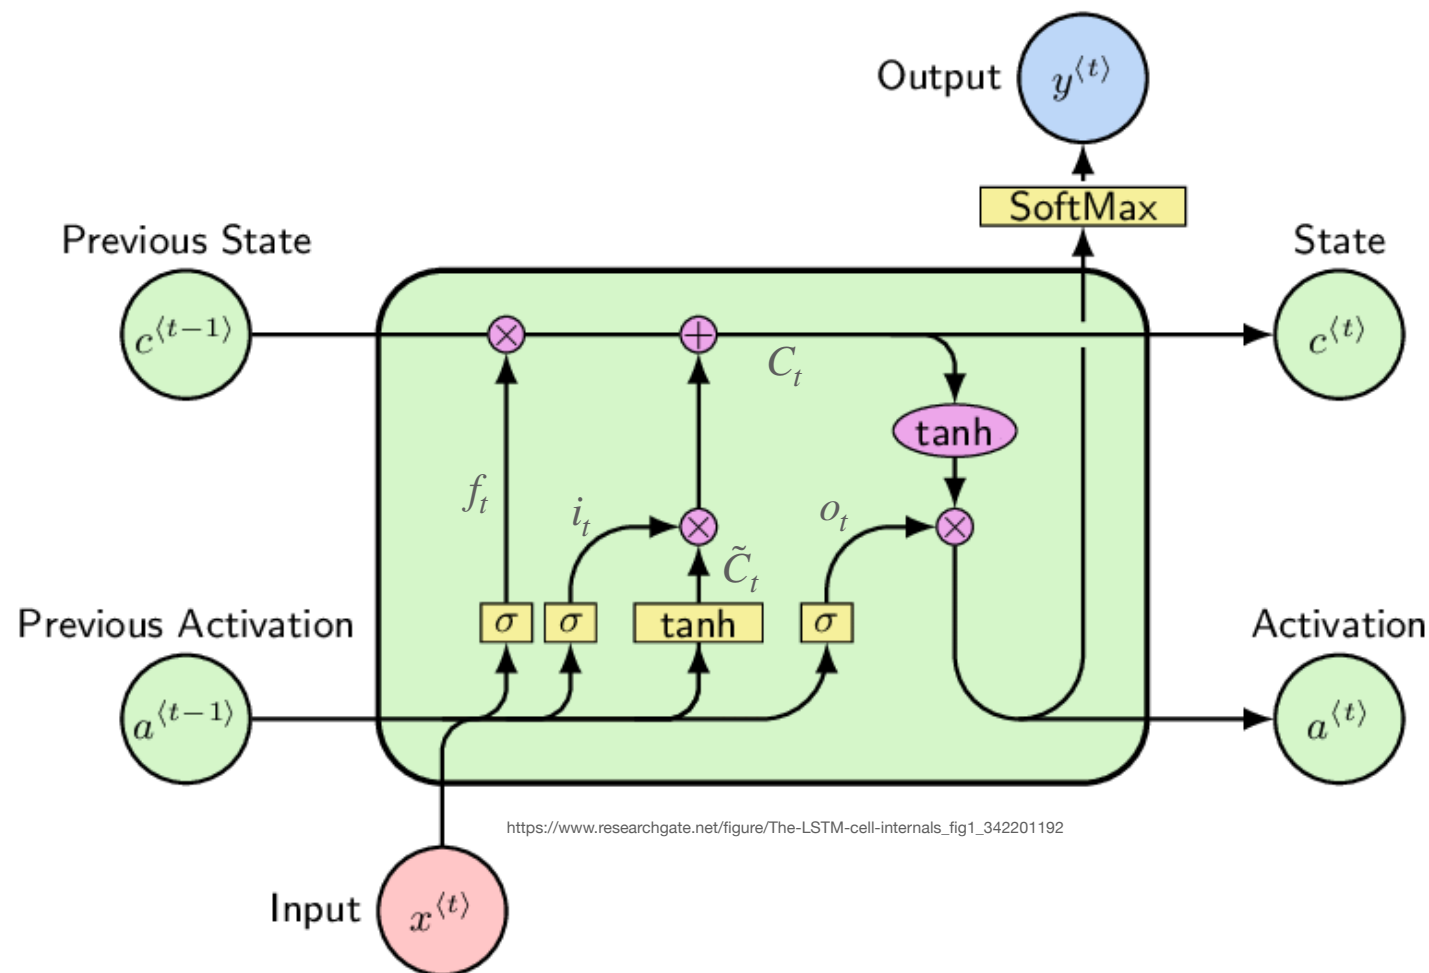 Output
y⟨t⟩
SoftMax
Previous State
State
c⟨t−1⟩
×
+
c⟨t⟩
C_t
tanh
f_t
i_t
×
o_t
×
C̃_t
Previous Activation
σ
σ
tanh
σ
Activation
a⟨t−1⟩
a⟨t⟩
https://www.researchgate.net/figure/The-LSTM-cell-internals_fig1_342201192
Input
x⟨t⟩